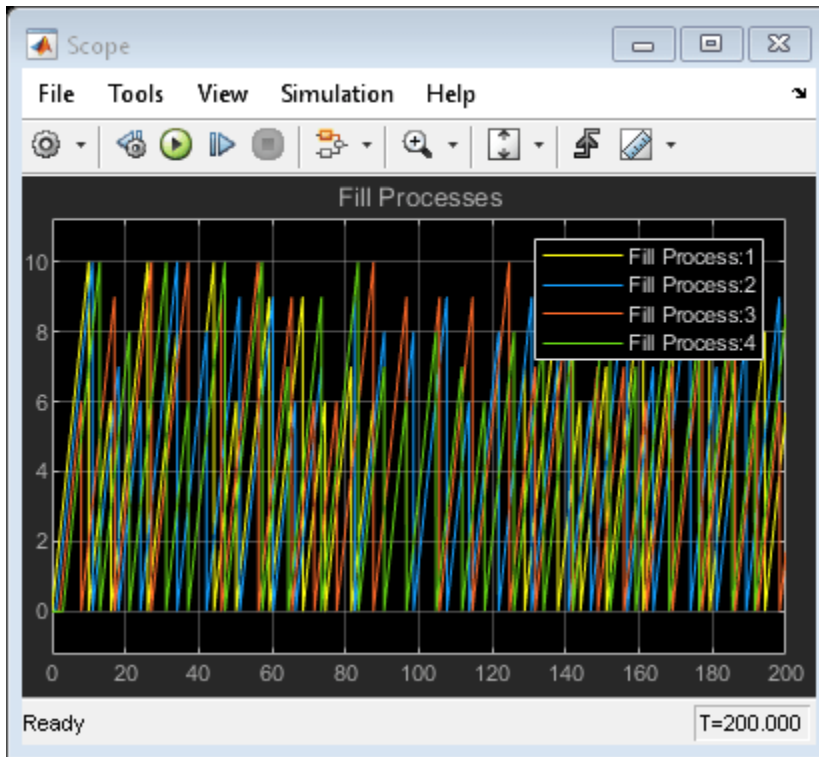 Scope
File Tools View Simulation Help
Fill Processes
Fill Process:1
Fill Process:2
Fill Process:3
Fill Process:4
10
8
6
4
2
0
0 20 40 60 80 100 120 140 160 180 200
Ready T=200.000